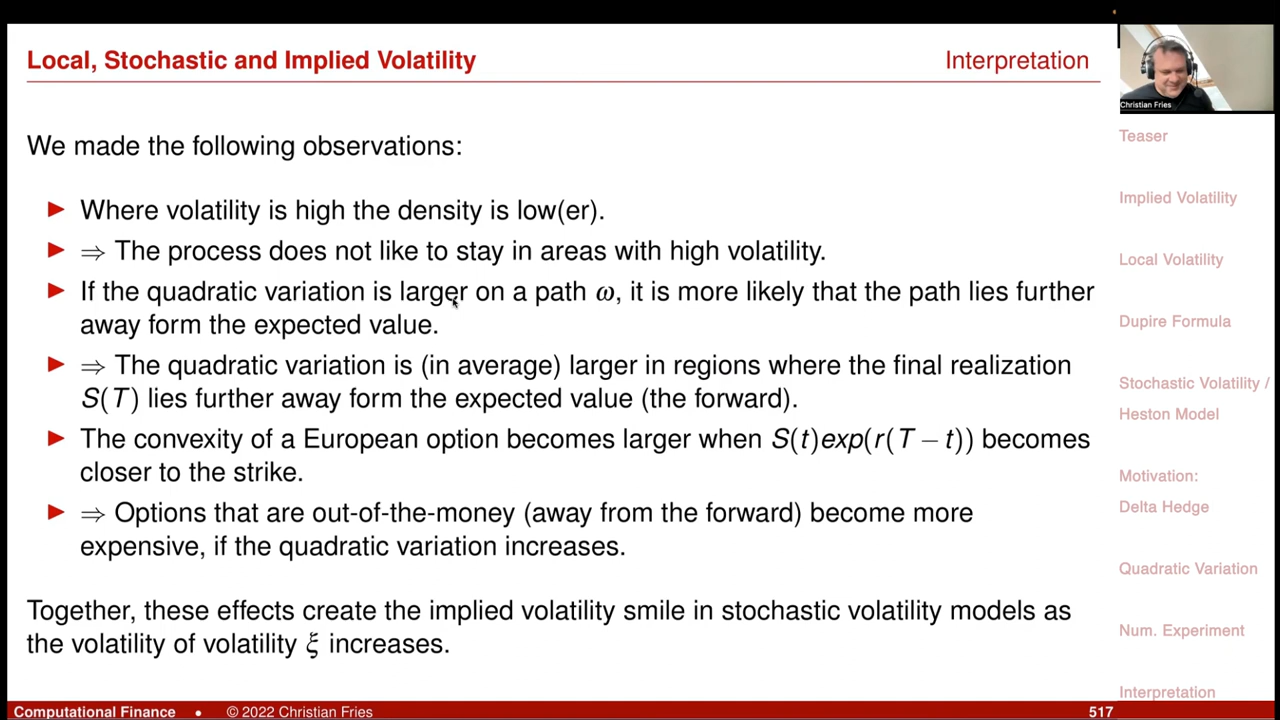 Local, Stochastic and Implied Volatility
Interpretation
We made the following observations:
▶ Where volatility is high the density is low(er).
▶ ⇒ The process does not like to stay in areas with high volatility.
▶ If the quadratic variation is larger on a path ω, it is more likely that the path lies further
away form the expected value.
▶ ⇒ The quadratic variation is (in average) larger in regions where the final realization
S(T) lies further away form the expected value (the forward).
▶ The convexity of a European option becomes larger when S(t)exp(r(T − t)) becomes
closer to the strike.
▶ ⇒ Options that are out-of-the-money (away from the forward) become more
expensive, if the quadratic variation increases.
Together, these effects create the implied volatility smile in stochastic volatility models as
the volatility of volatility ξ increases.
Computational Finance • © 2022 Christian Fries
517
Christian Fries
Teaser
Implied Volatility
Local Volatility
Dupire Formula
Stochastic Volatility /
Heston Model
Motivation:
Delta Hedge
Quadratic Variation
Num. Experiment
Interpretation